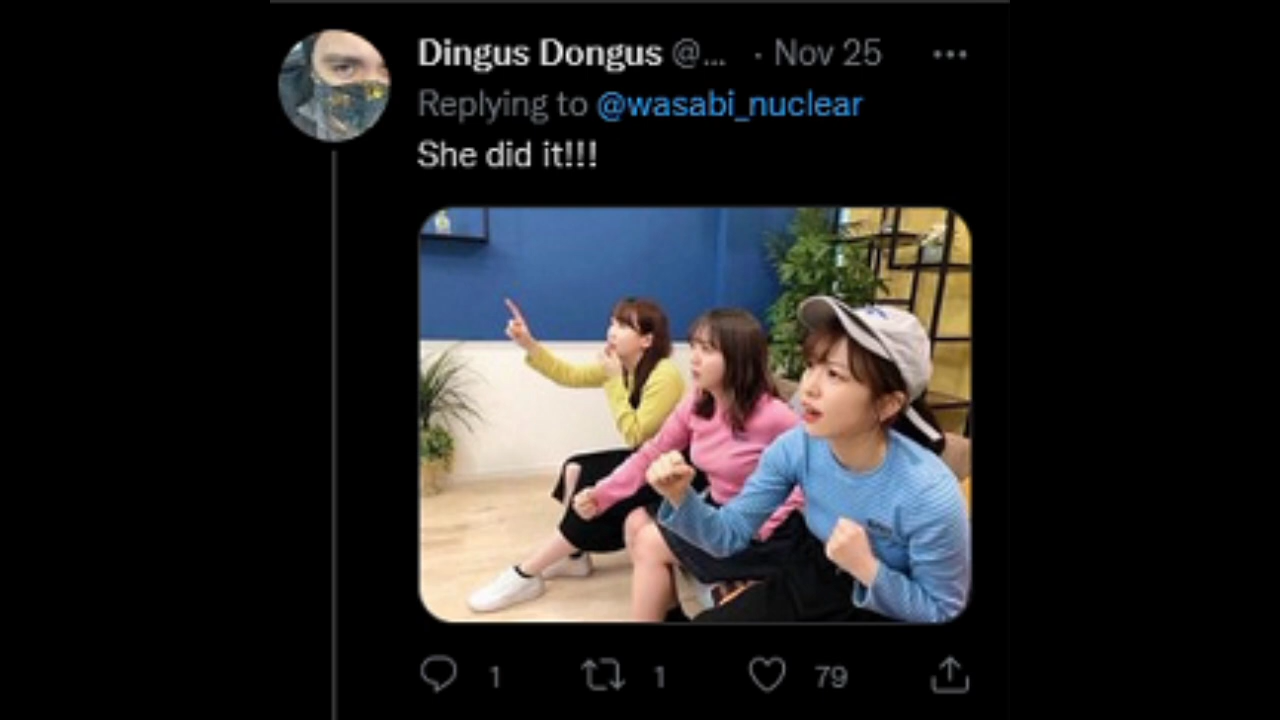 Dingus Dongus @... · Nov 25
Replying to @wasabi_nuclear
She did it!!!
1 1 79